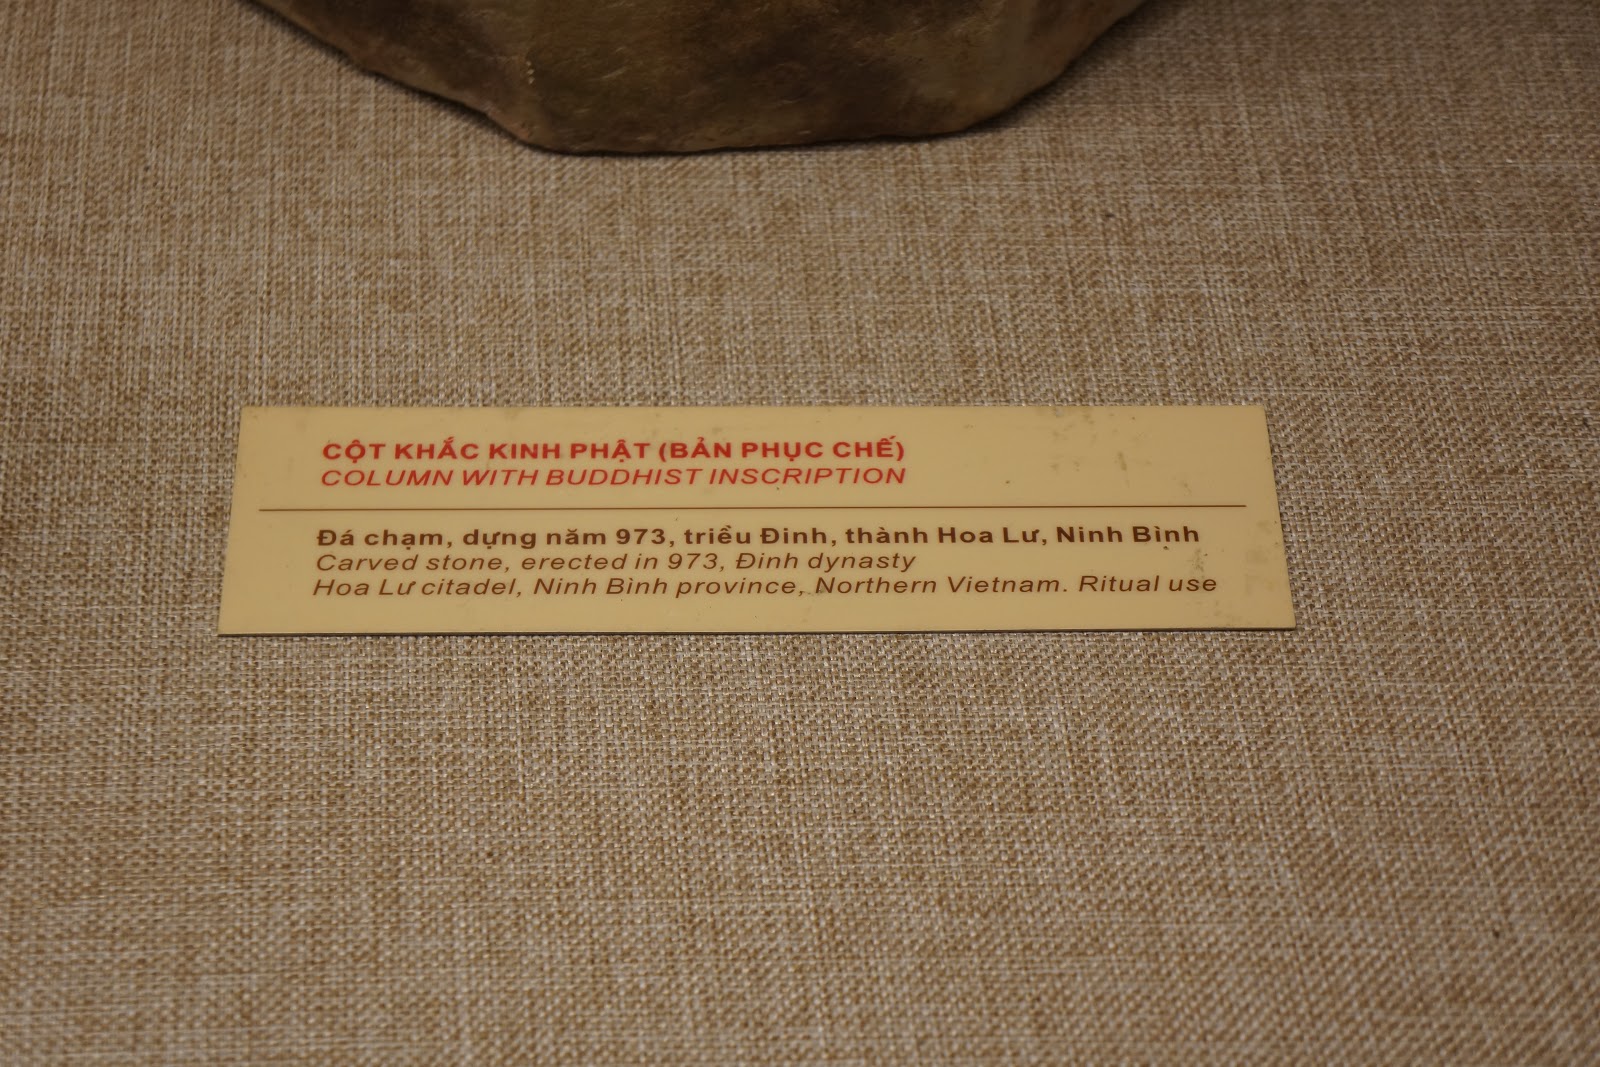 CỘT KHẮC KINH PHẬT (BẢN PHỤC CHẾ)
COLUMN WITH BUDDHIST INSCRIPTION
Đá chạm, dựng năm 973, triều Đinh, thành Hoa Lư, Ninh Bình
Carved stone, erected in 973, Đinh dynasty
Hoa Lư citadel, Ninh Bình province, Northern Vietnam. Ritual use